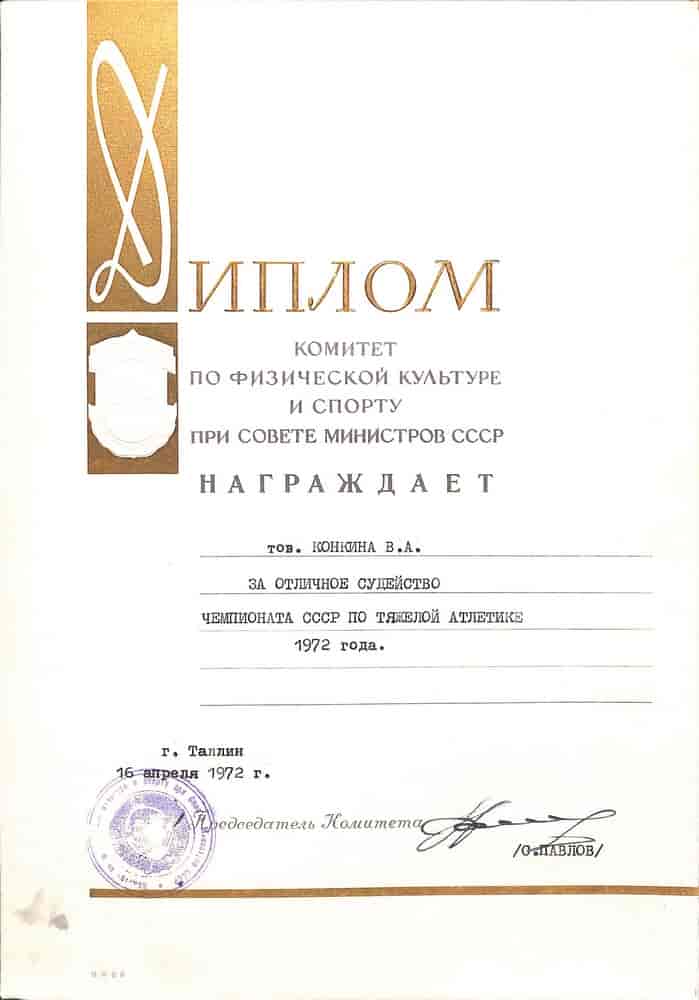 ДИПЛОМ
КОМИТЕТ
ПО ФИЗИЧЕСКОЙ КУЛЬТУРЕ
И СПОРТУ
ПРИ СОВЕТЕ МИНИСТРОВ СССР
НАГРАЖДАЕТ
тов. КОНКИНА В.А.
ЗА ОТЛИЧНОЕ СУДЕЙСТВО
ЧЕМПИОНАТА СССР ПО ТЯЖЕЛОЙ АТЛЕТИКЕ
1972 года.
г. Таллин
16 апреля 1972 г.
Председатель Комитета
/С.ПАВЛОВ/